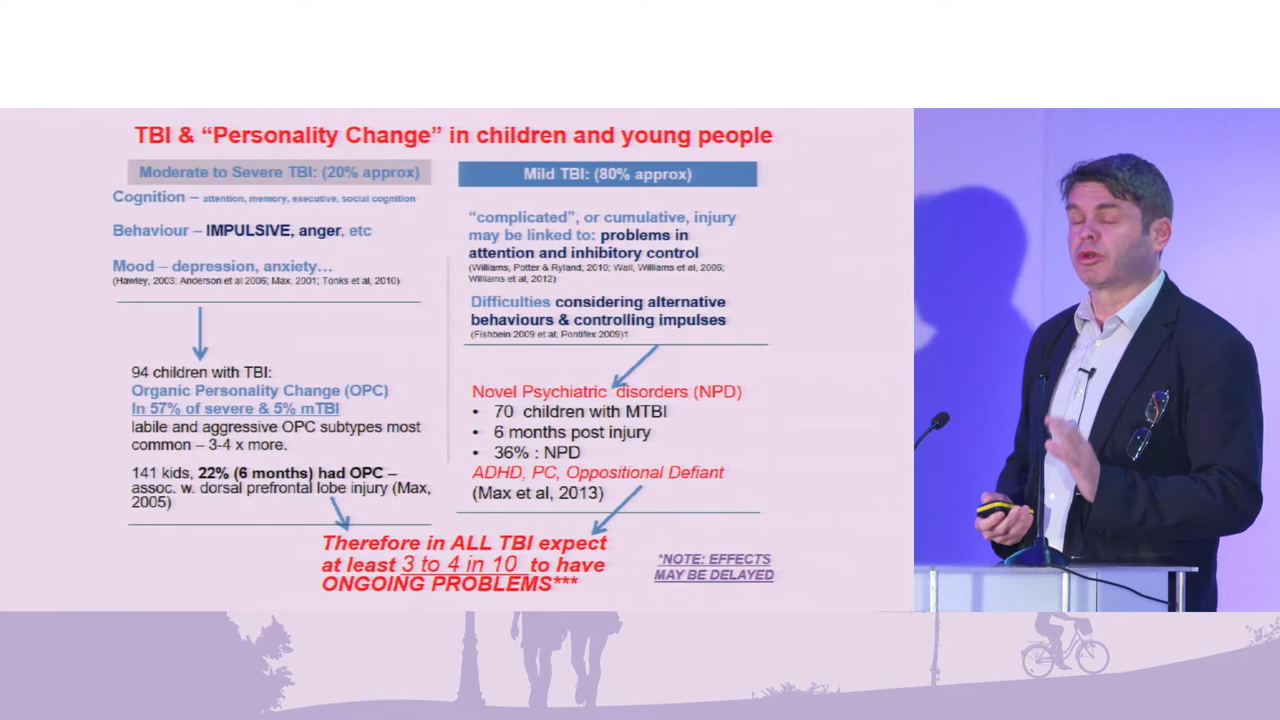 TBI & “Personality Change” in children and young people
Moderate to Severe TBI: (20% approx)
Cognition – attention, memory, executive, social cognition
Behaviour – IMPULSIVE, anger, etc
Mood – depression, anxiety…
(Hawley, 2003; Anderson et al 2006; Max, 2001; Tonks et al, 2010)
94 children with TBI:
Organic Personality Change (OPC)
In 57% of severe & 5% mTBI
labile and aggressive OPC subtypes most
common – 3-4 x more.
141 kids, 22% (6 months) had OPC –
assoc. w. dorsal prefrontal lobe injury (Max,
2005)
Mild TBI: (80% approx)
“complicated”, or cumulative, injury
may be linked to: problems in
attention and inhibitory control
(Williams, Potter & Ryland, 2010; Wall, Williams et al, 2006;
Williams et al, 2012)
Difficulties considering alternative
behaviours & controlling impulses
(Fishbein 2009 et al; Pontifex 2009)
Novel Psychiatric disorders (NPD)
• 70 children with MTBI
• 6 months post injury
• 36% : NPD
ADHD, PC, Oppositional Defiant
(Max et al, 2013)
Therefore in ALL TBI expect
at least 3 to 4 in 10 to have
ONGOING PROBLEMS***
*NOTE: EFFECTS
MAY BE DELAYED